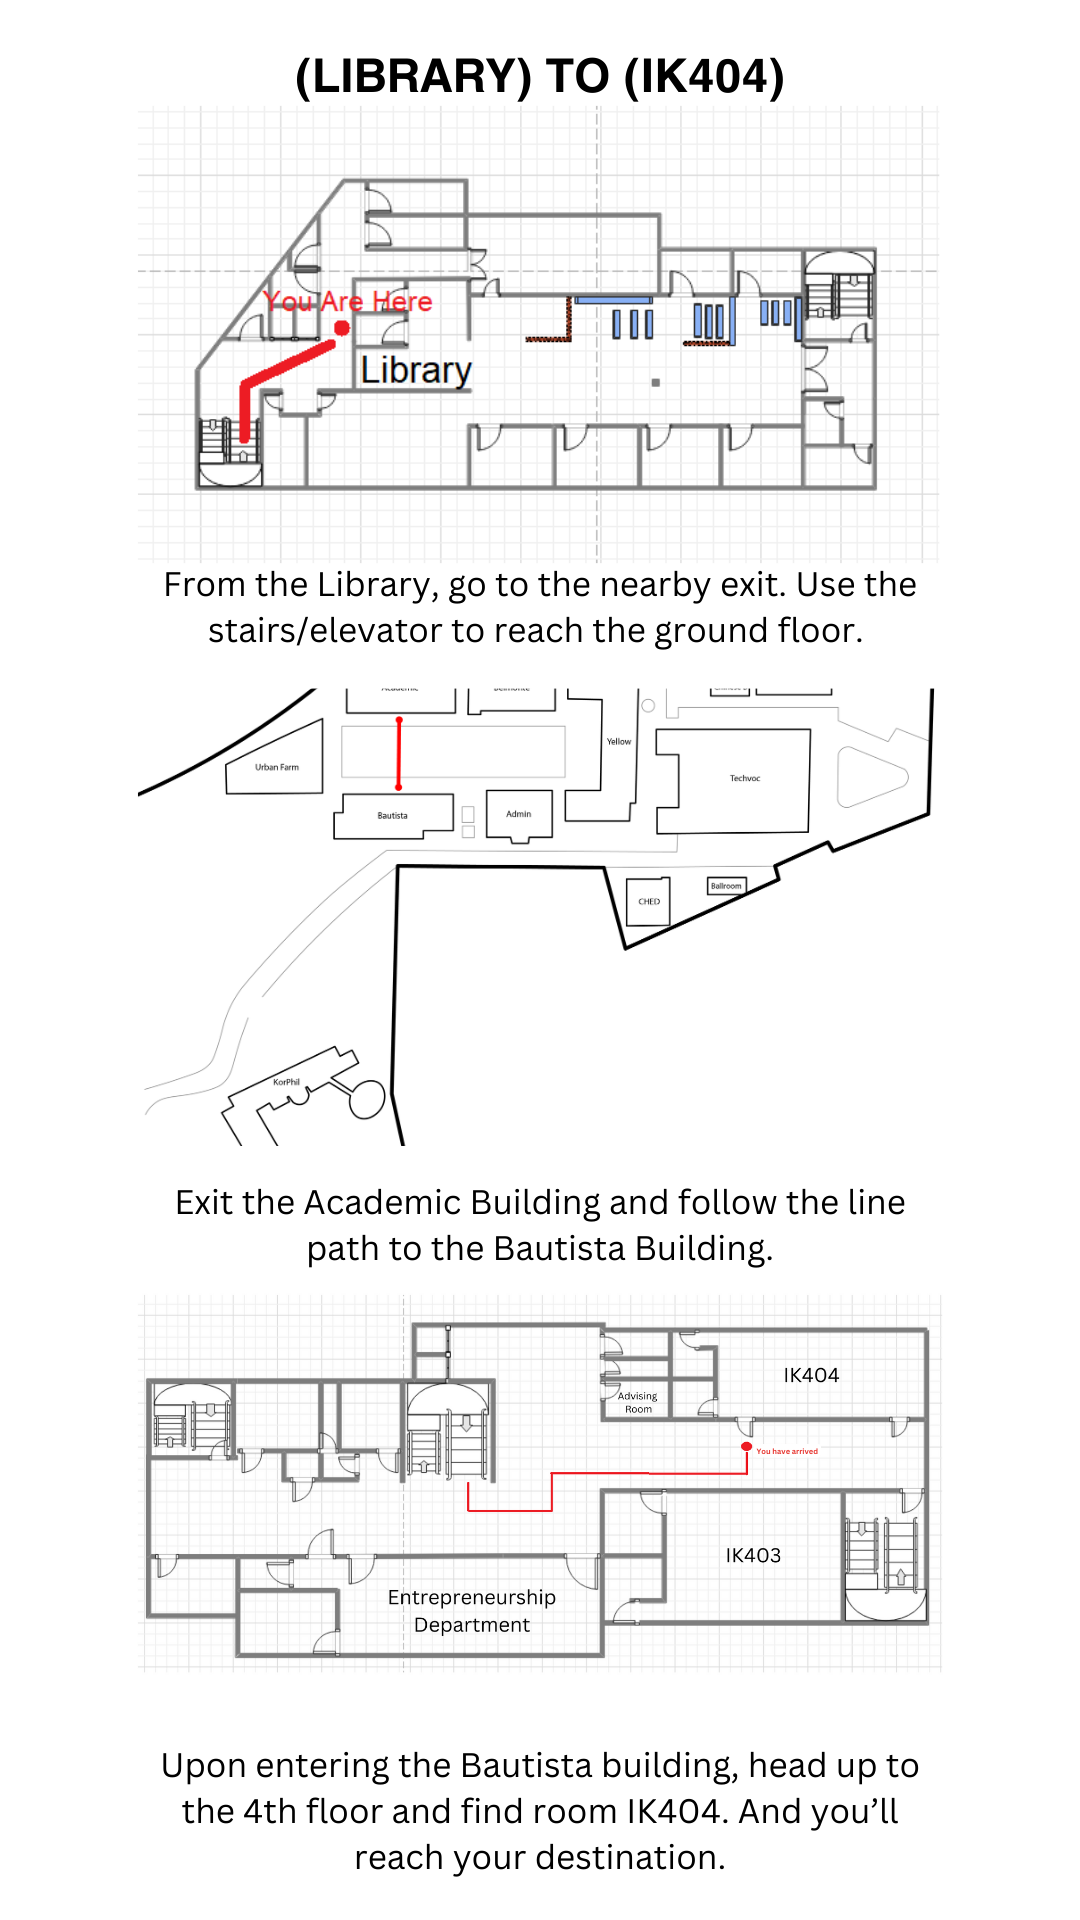 (LIBRARY) TO (IK404)
You Are Here
Library
From the Library, go to the nearby exit. Use the
stairs/elevator to reach the ground floor.
Academic
Belmonte
Yellow
Urban Farm
Techvoc
Bautista
Admin
Ballroom
CHED
KorPhil
Exit the Academic Building and follow the line
path to the Bautista Building.
IK404
Advising
Room
You have arrived
IK403
Entrepreneurship
Department
Upon entering the Bautista building, head up to
the 4th floor and find room IK404. And you’ll
reach your destination.